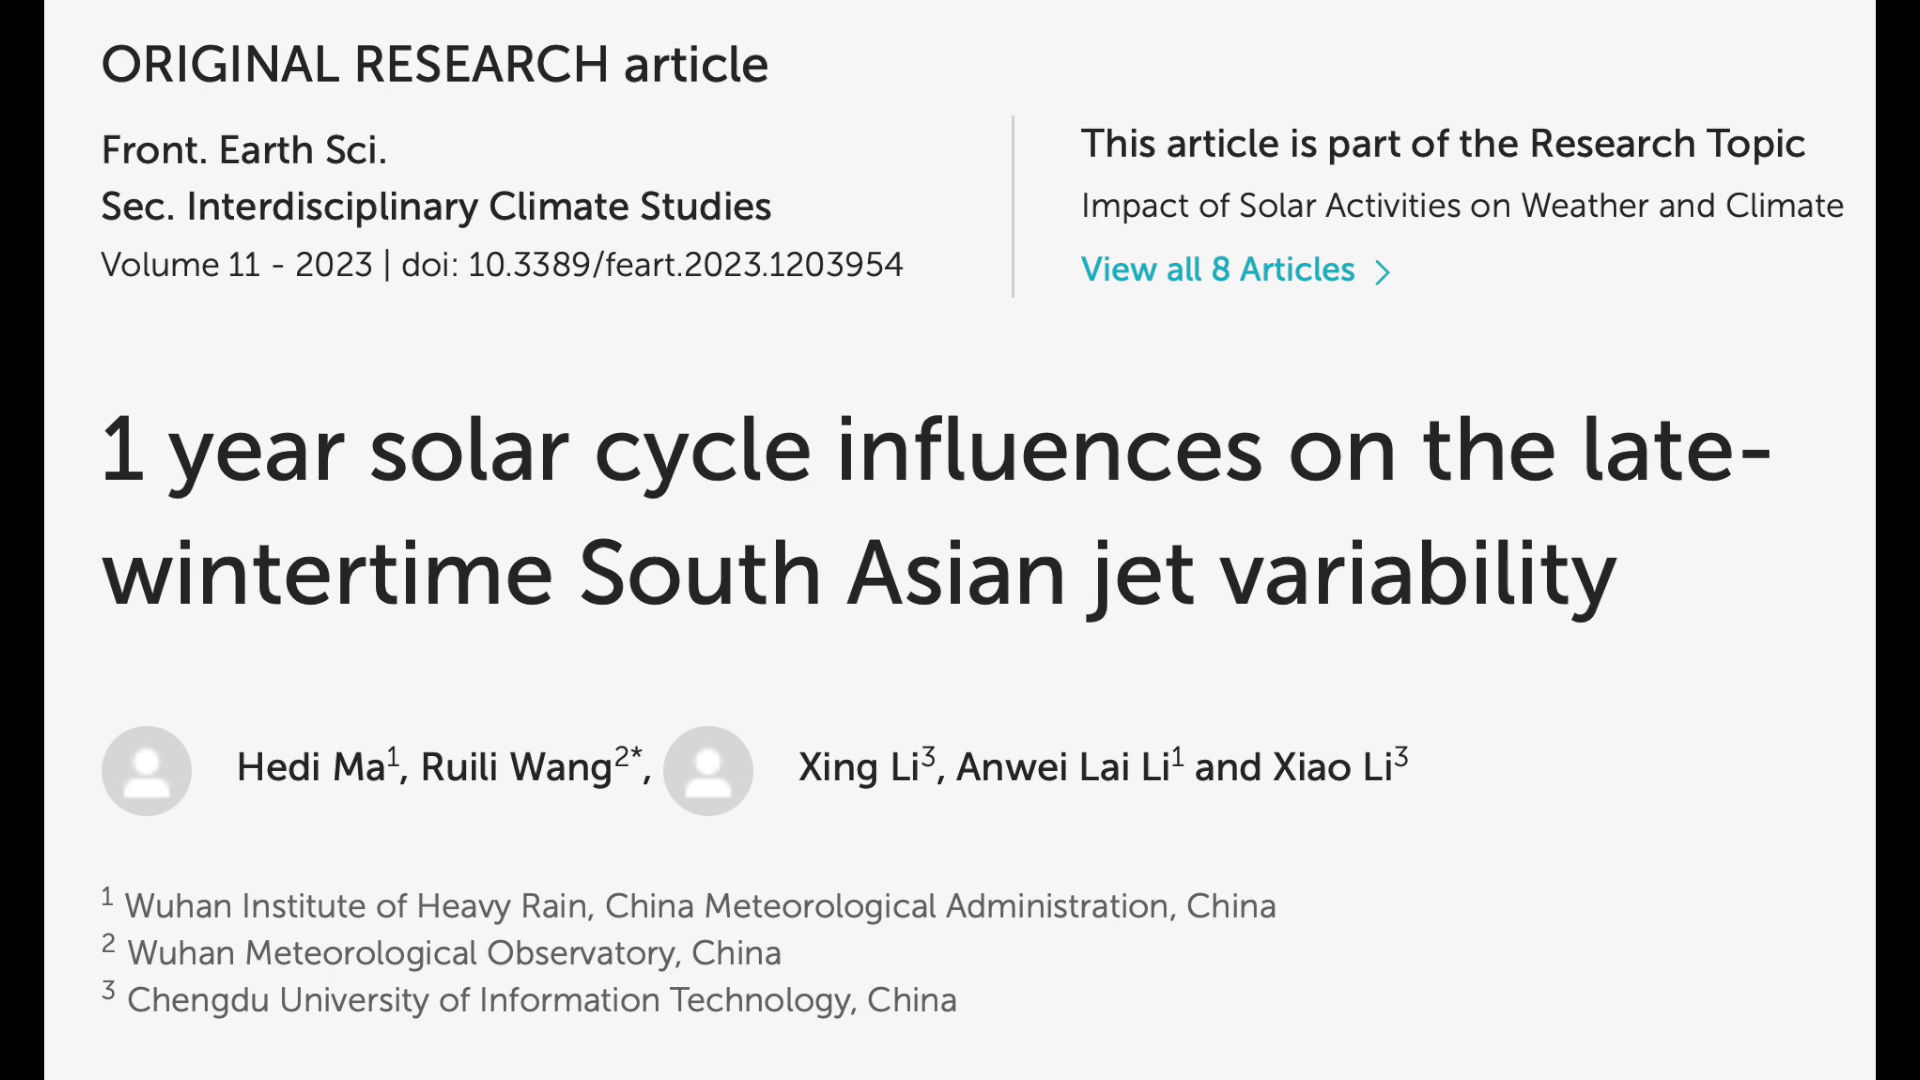 ORIGINAL RESEARCH article
Front. Earth Sci.
Sec. Interdisciplinary Climate Studies
Volume 11 - 2023 | doi: 10.3389/feart.2023.1203954
This article is part of the Research Topic
Impact of Solar Activities on Weather and Climate
View all 8 Articles >
1 year solar cycle influences on the late-
wintertime South Asian jet variability
Hedi Ma1, Ruili Wang2*, Xing Li3, Anwei Lai Li1 and Xiao Li3
1 Wuhan Institute of Heavy Rain, China Meteorological Administration, China
2 Wuhan Meteorological Observatory, China
3 Chengdu University of Information Technology, China